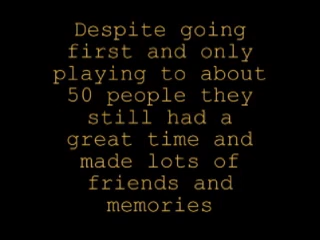 Despite going
first and only
playing to about
50 people they
still had a
great time and
made lots of
friends and
memories